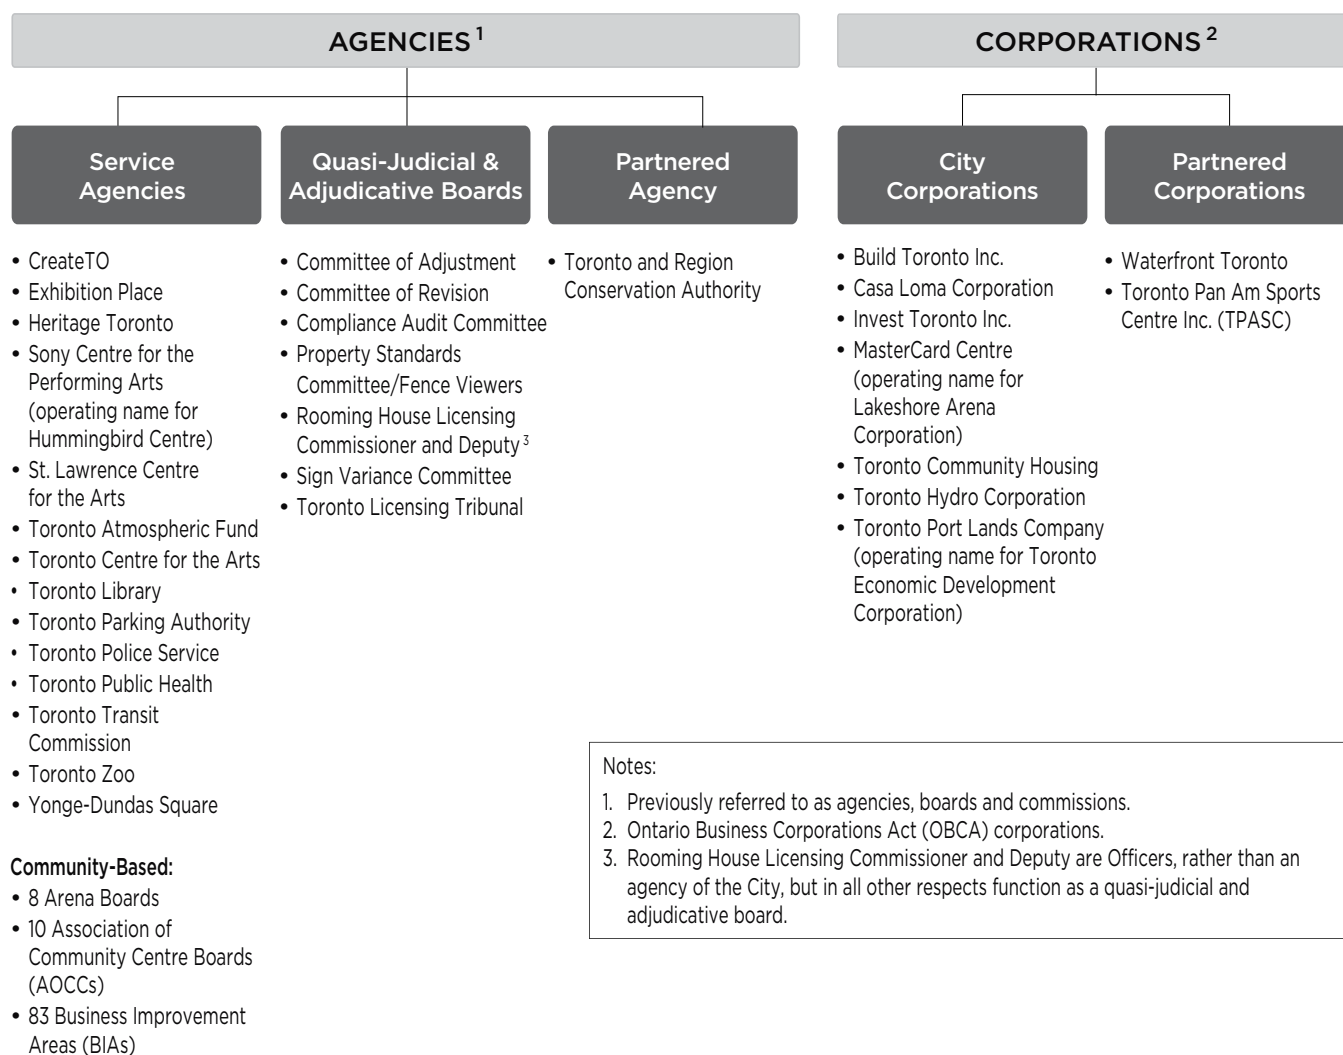 AGENCIES 1
Service
Agencies
Quasi-Judicial &
Adjudicative Boards
Partnered
Agency
• CreateTO
• Exhibition Place
• Heritage Toronto
• Sony Centre for the
Performing Arts
(operating name for
Hummingbird Centre)
• St. Lawrence Centre
for the Arts
• Toronto Atmospheric Fund
• Toronto Centre for the Arts
• Toronto Library
• Toronto Parking Authority
• Toronto Police Service
• Toronto Public Health
• Toronto Transit
Commission
• Toronto Zoo
• Yonge-Dundas Square
Community-Based:
• 8 Arena Boards
• 10 Association of
Community Centre Boards
(AOCCs)
• 83 Business Improvement
Areas (BIAs)
• Committee of Adjustment
• Committee of Revision
• Compliance Audit Committee
• Property Standards
Committee/Fence Viewers
• Rooming House Licensing
Commissioner and Deputy 3
• Sign Variance Committee
• Toronto Licensing Tribunal
• Toronto and Region
Conservation Authority
CORPORATIONS 2
City
Corporations
Partnered
Corporations
• Build Toronto Inc.
• Casa Loma Corporation
• Invest Toronto Inc.
• MasterCard Centre
(operating name for
Lakeshore Arena
Corporation)
• Toronto Community Housing
• Toronto Hydro Corporation
• Toronto Port Lands Company
(operating name for Toronto
Economic Development
Corporation)
• Waterfront Toronto
• Toronto Pan Am Sports
Centre Inc. (TPASC)
Notes:
1. Previously referred to as agencies, boards and commissions.
2. Ontario Business Corporations Act (OBCA) corporations.
3. Rooming House Licensing Commissioner and Deputy are Officers, rather than an
agency of the City, but in all other respects function as a quasi-judicial and
adjudicative board.